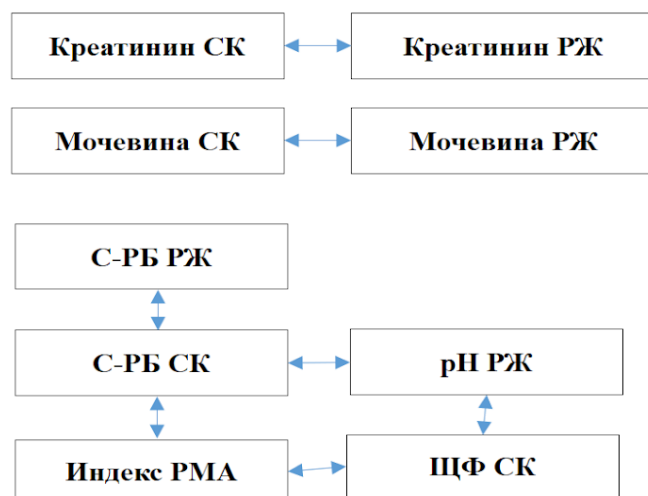 Креатинин СК
Креатинин РЖ
Мочевина СК
Мочевина РЖ
С-РБ РЖ
С-РБ СК
рН РЖ
Индекс РМА
ЩФ СК